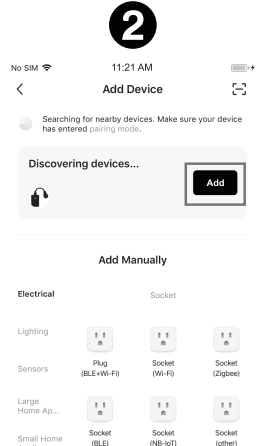 2
No SIM 11:21 AM
Add Device
Searching for nearby devices. Make sure your device
has entered pairing mode.
Discovering devices...
Add
Add Manually
Electrical
Socket
Lighting
Plug
(BLE+Wi-Fi)
Socket
(Wi-Fi)
Socket
(Zigbee)
Sensors
Large
Home Ap...
Socket
(BLE)
Socket
(NB-IoT)
Socket
(other)
Small Home